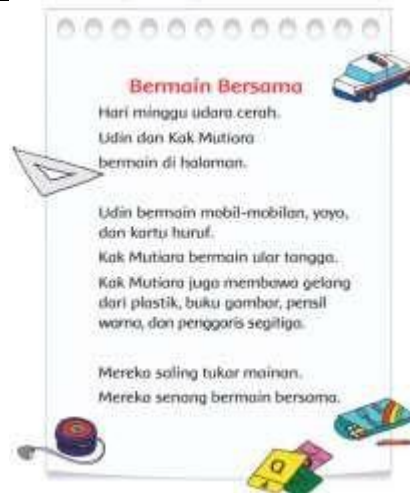 Bermain Bersama
Hari minggu udara cerah.
Udin dan Kak Mutiara
bermain di halaman.
Udin bermain mobil-mobilan, yoyo,
dan kartu huruf.
Kak Mutiara bermain ular tangga.
Kak Mutiara juga membawa gelang
dari plastik, buku gambar, pensil
warna, dan penggaris segitiga.
Mereka saling tukar mainan.
Mereka senang bermain bersama.